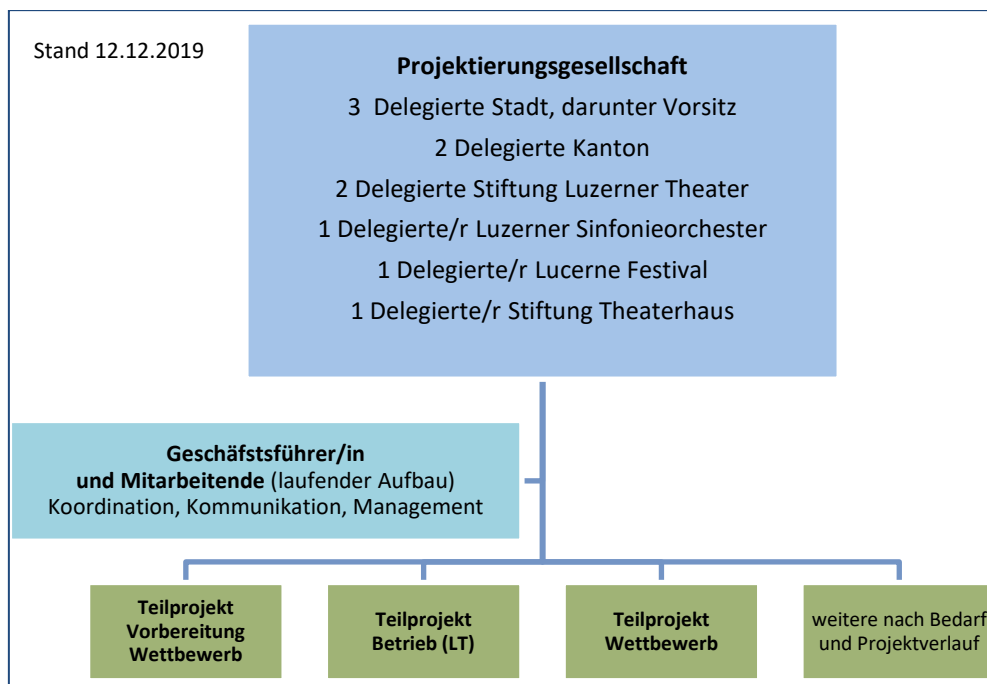 Stand 12.12.2019
Projektierungsgesellschaft
3 Delegierte Stadt, darunter Vorsitz
2 Delegierte Kanton
2 Delegierte Stiftung Luzerner Theater
1 Delegierte/r Luzerner Sinfonieorchester
1 Delegierte/r Lucerne Festival
1 Delegierte/r Stiftung Theaterhaus
Geschäfstsführer/in
und Mitarbeitende (laufender Aufbau)
Koordination, Kommunikation, Management
Teilprojekt
Vorbereitung
Wettbewerb
Teilprojekt
Betrieb (LT)
Teilprojekt
Wettbewerb
weitere nach Bedarf
und Projektverlauf